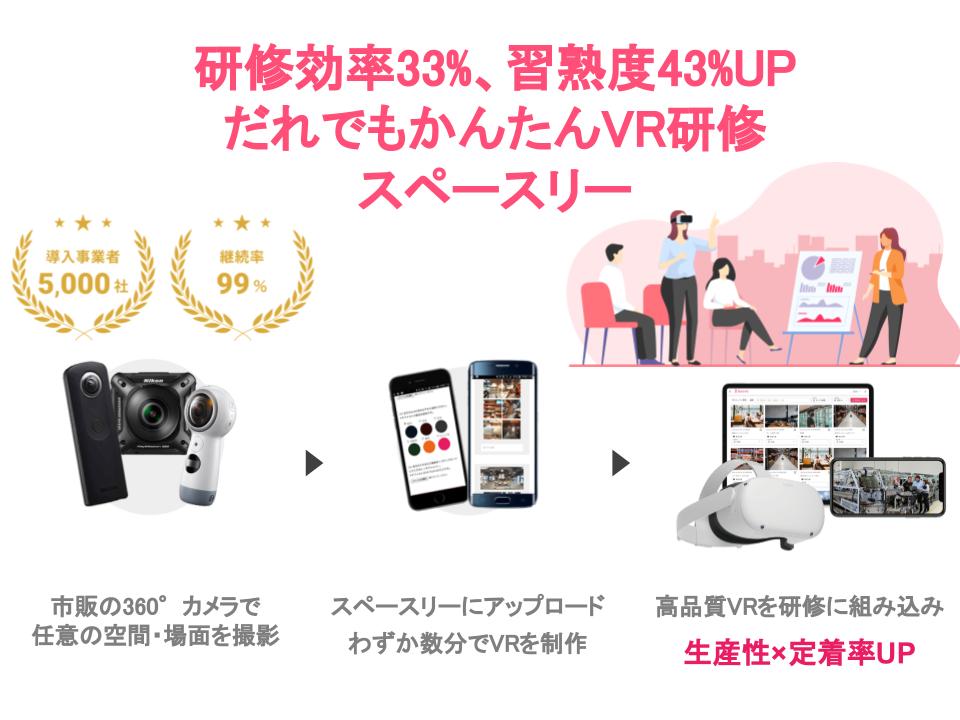 研修効率33%、習熟度43%UP
だれでもかんたんVR研修
スペースリー
導入事業者
5,000 社
継続率
99 %
Nikon
市販の360°カメラで
任意の空間・場面を撮影
スペースリーにアップロード
わずか数分でVRを制作
高品質VRを研修に組み込み
生産性×定着率UP